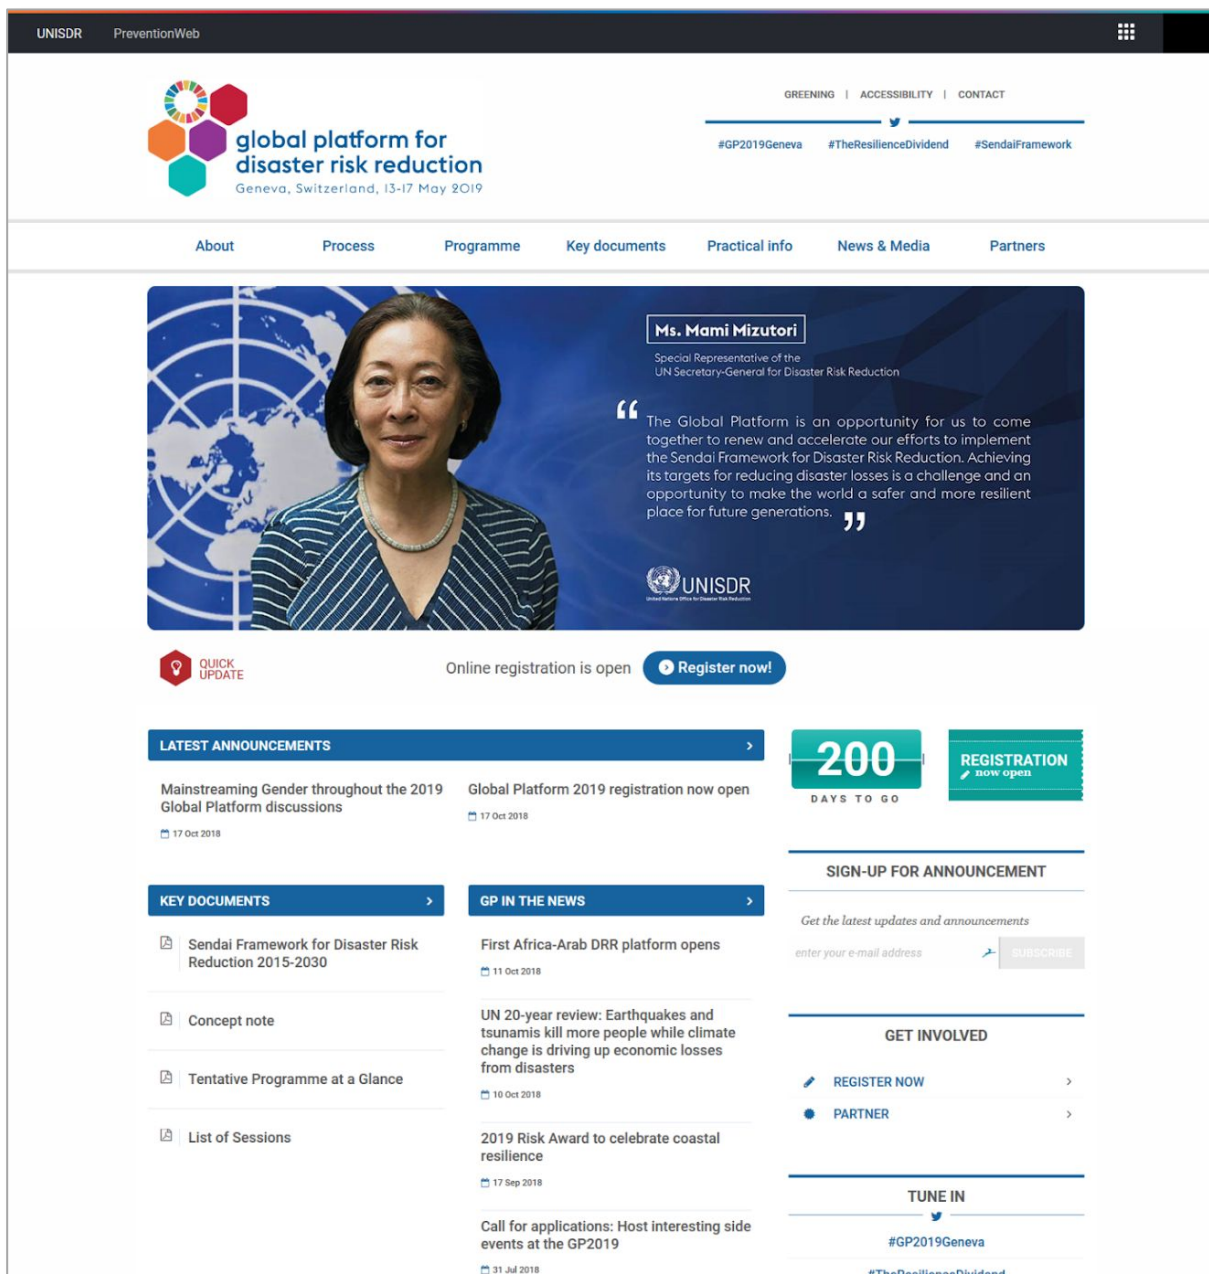 UNISDR PreventionWeb
global platform for
disaster risk reduction
Geneva, Switzerland, 13-17 May 2019
GREENING | ACCESSIBILITY | CONTACT
#GP2019Geneva #TheResilienceDividend #SendaiFramework
About Process Programme Key documents Practical info News & Media Partners
Ms. Mami Mizutori
Special Representative of the
UN Secretary-General for Disaster Risk Reduction
“ The Global Platform is an opportunity for us to come
together to renew and accelerate our efforts to implement
the Sendai Framework for Disaster Risk Reduction. Achieving
its targets for reducing disaster losses is a challenge and an
opportunity to make the world a safer and more resilient
place for future generations. ”
UNISDR
United Nations Office for Disaster Risk Reduction
QUICK
UPDATE
Online registration is open Register now!
LATEST ANNOUNCEMENTS
Mainstreaming Gender throughout the 2019
Global Platform discussions
17 Oct 2018
Global Platform 2019 registration now open
17 Oct 2018
200
DAYS TO GO
REGISTRATION
now open
KEY DOCUMENTS
Sendai Framework for Disaster Risk
Reduction 2015-2030
Concept note
Tentative Programme at a Glance
List of Sessions
GP IN THE NEWS
First Africa-Arab DRR platform opens
11 Oct 2018
UN 20-year review: Earthquakes and
tsunamis kill more people while climate
change is driving up economic losses
from disasters
10 Oct 2018
2019 Risk Award to celebrate coastal
resilience
17 Sep 2018
Call for applications: Host interesting side
events at the GP2019
31 Jul 2018
SIGN-UP FOR ANNOUNCEMENT
Get the latest updates and announcements
enter your e-mail address SUBSCRIBE
GET INVOLVED
REGISTER NOW
PARTNER
TUNE IN
#GP2019Geneva
#TheResilienceDividend